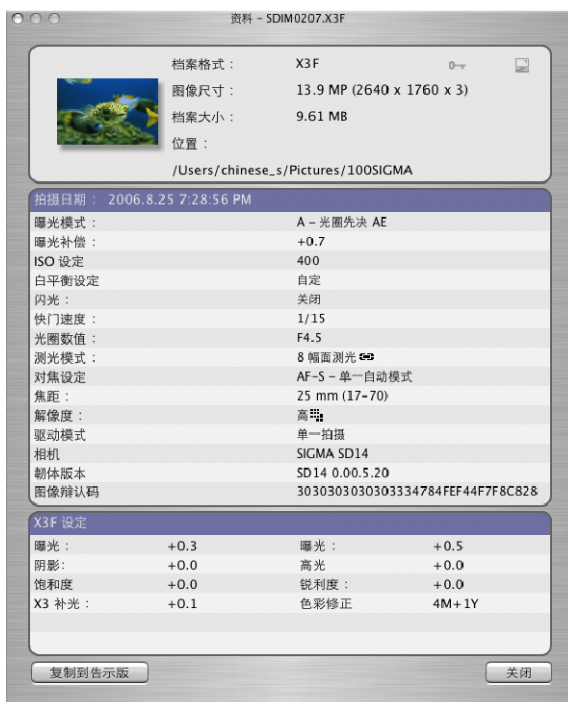 资料 – SDIM0207.X3F
档案格式： X3F
图像尺寸： 13.9 MP (2640 x 1760 x 3)
档案大小： 9.61 MB
位置：
/Users/chinese_s/Pictures/100SIGMA
拍摄日期： 2006.8.25 7:28:56 PM
曝光模式： A – 光圈先决 AE
曝光补偿： +0.7
ISO 设定 400
白平衡设定 自定
闪光： 关闭
快门速度： 1/15
光圈数值： F4.5
测光模式： 8 幅面测光
对焦设定 AF-S – 单一自动模式
焦距： 25 mm (17-70)
解像度： 高
驱动模式 单一拍摄
相机 SIGMA SD14
韧体版本 SD14 0.00.5.20
图像辩认码 3030303030303334784FEF44F7F8C828
X3F 设定
曝光： +0.3 曝光： +0.5
阴影: +0.0 高光 +0.0
饱和度 +0.0 锐利度： +0.0
X3 补光： +0.1 色彩修正 4M+1Y
复制到告示版 关闭